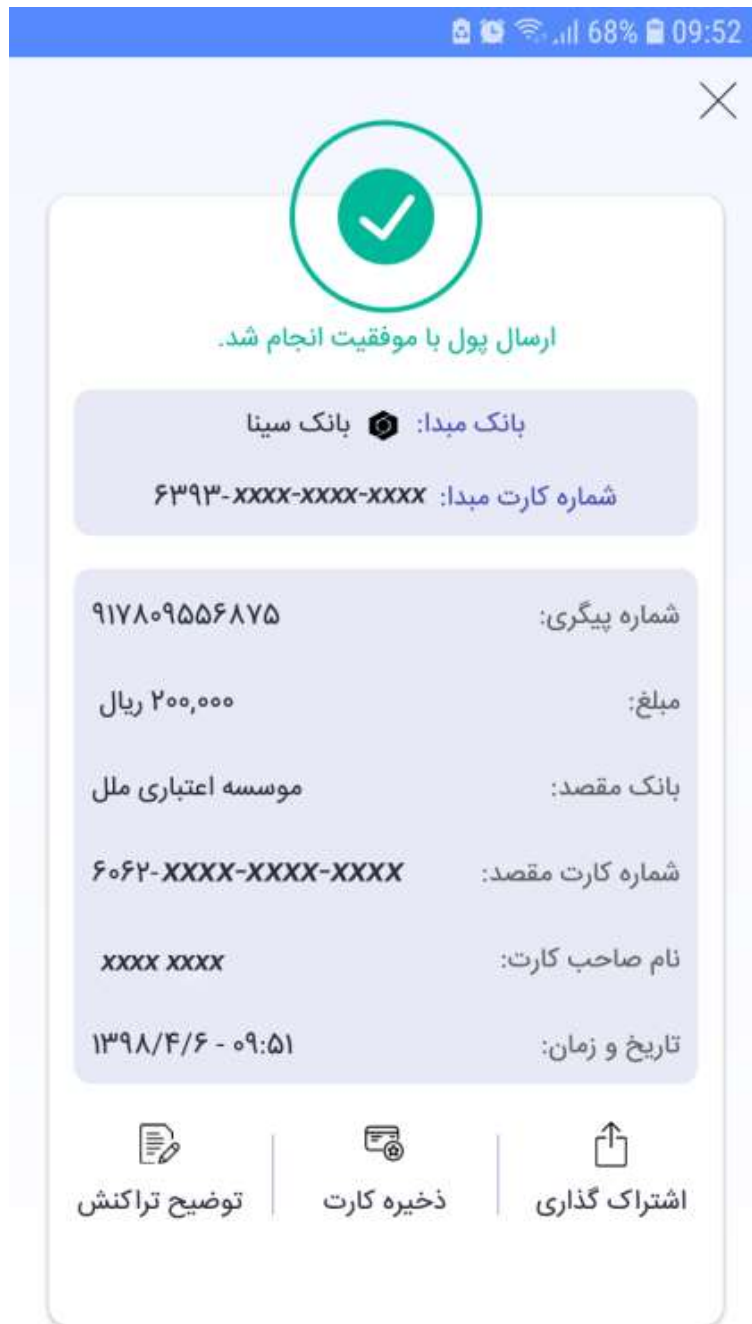 68% 09:52
ارسال پول با موفقیت انجام شد.
بانک مبدا: بانک سینا
شماره کارت مبدا: ۶۳۹۳-xxxx-xxxx-xxxx
شماره پیگری: ۹۱۷۸۰۹۵۵۶۸۷۵
مبلغ: ۲۰۰,۰۰۰ ریال
بانک مقصد: موسسه اعتباری ملل
شماره کارت مقصد: ۶۰۶۲-XXXX-XXXX-XXXX
نام صاحب کارت: xxxx xxxx
تاریخ و زمان: ۱۳۹۸/۴/۶ - ۰۹:۵۱
اشتراک گذاری ذخیره کارت توضیح تراکنش